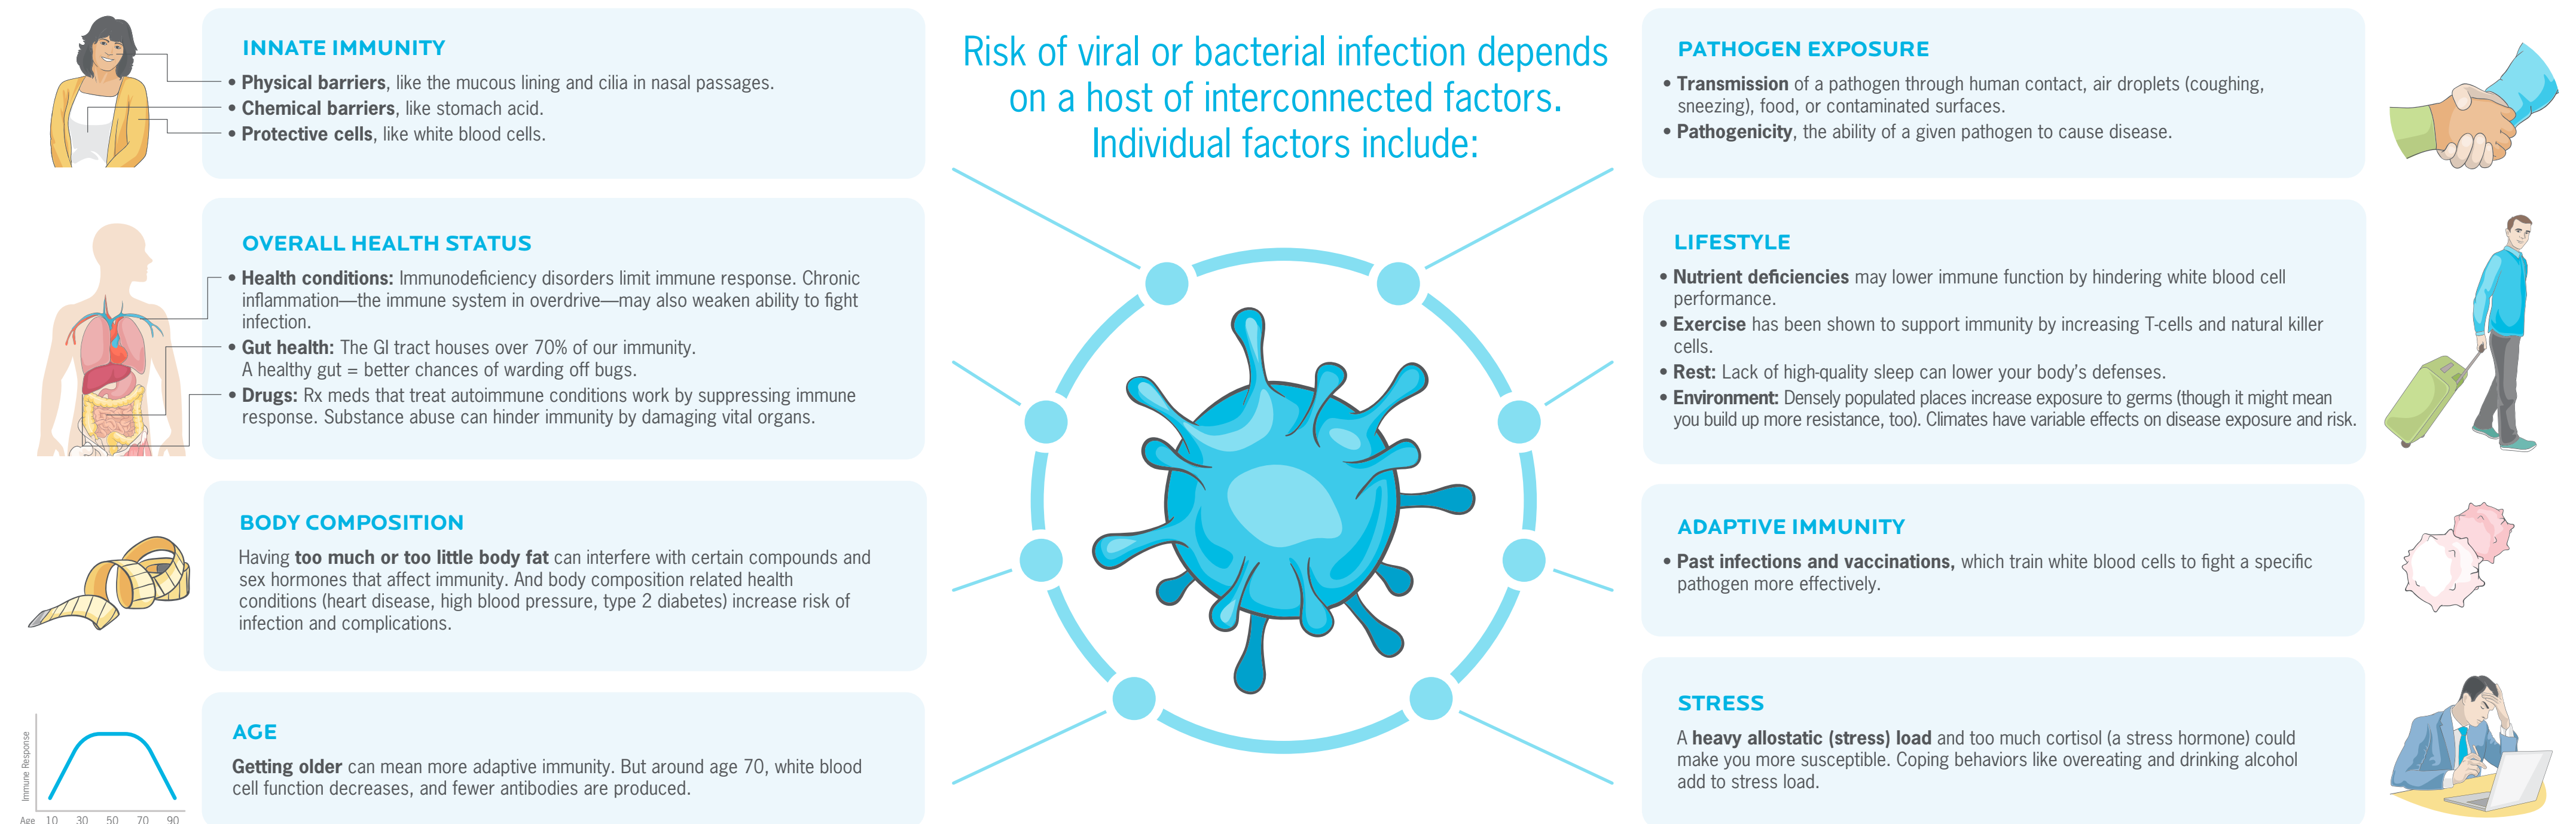 Risk of viral or bacterial infection depends
on a host of interconnected factors.
Individual factors include:
INNATE IMMUNITY
• Physical barriers, like the mucous lining and cilia in nasal passages.
• Chemical barriers, like stomach acid.
• Protective cells, like white blood cells.
OVERALL HEALTH STATUS
• Health conditions: Immunodeficiency disorders limit immune response. Chronic
inflammation—the immune system in overdrive—may also weaken ability to fight
infection.
• Gut health: The GI tract houses over 70% of our immunity.
A healthy gut = better chances of warding off bugs.
• Drugs: Rx meds that treat autoimmune conditions work by suppressing immune
response. Substance abuse can hinder immunity by damaging vital organs.
BODY COMPOSITION
Having too much or too little body fat can interfere with certain compounds and
sex hormones that affect immunity. And body composition related health
conditions (heart disease, high blood pressure, type 2 diabetes) increase risk of
infection and complications.
AGE
Getting older can mean more adaptive immunity. But around age 70, white blood
cell function decreases, and fewer antibodies are produced.
Immune Response
Age 10 30 50 70 90
PATHOGEN EXPOSURE
• Transmission of a pathogen through human contact, air droplets (coughing,
sneezing), food, or contaminated surfaces.
• Pathogenicity, the ability of a given pathogen to cause disease.
LIFESTYLE
• Nutrient deficiencies may lower immune function by hindering white blood cell
performance.
• Exercise has been shown to support immunity by increasing T-cells and natural killer
cells.
• Rest: Lack of high-quality sleep can lower your body's defenses.
• Environment: Densely populated places increase exposure to germs (though it might mean
you build up more resistance, too). Climates have variable effects on disease exposure and risk.
ADAPTIVE IMMUNITY
• Past infections and vaccinations, which train white blood cells to fight a specific
pathogen more effectively.
STRESS
A heavy allostatic (stress) load and too much cortisol (a stress hormone) could
make you more susceptible. Coping behaviors like overeating and drinking alcohol
add to stress load.